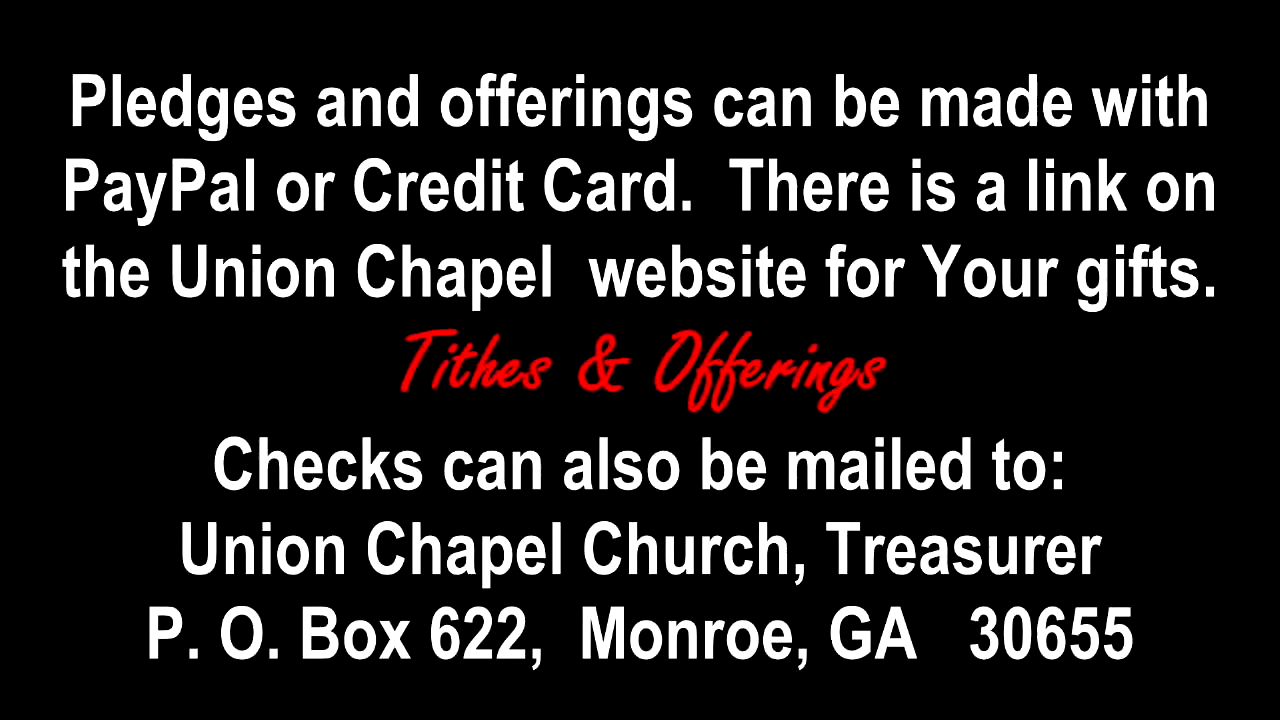 Pledges and offerings can be made with
PayPal or Credit Card.  There is a link on
the Union Chapel  website for Your gifts.
Tithes & Offerings
Checks can also be mailed to:
Union Chapel Church, Treasurer
P. O. Box 622,  Monroe, GA   30655